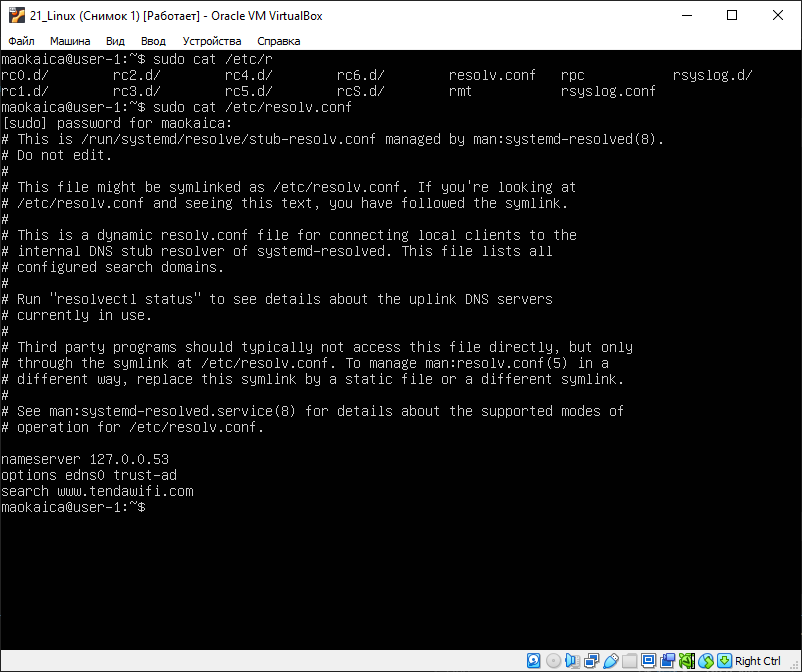 21_Linux (Снимок 1) [Работает] - Oracle VM VirtualBox
Файл Машина Вид Ввод Устройства Справка
maokaica@user-1:~$ sudo cat /etc/r
rc0.d/ rc2.d/ rc4.d/ rc6.d/ resolv.conf rpc rsyslog.d/
rc1.d/ rc3.d/ rc5.d/ rcS.d/ rmt rsyslog.conf
maokaica@user-1:~$ sudo cat /etc/resolv.conf
[sudo] password for maokaica:
# This is /run/systemd/resolve/stub-resolv.conf managed by man:systemd-resolved(8).
# Do not edit.
#
# This file might be symlinked as /etc/resolv.conf. If you're looking at
# /etc/resolv.conf and seeing this text, you have followed the symlink.
#
# This is a dynamic resolv.conf file for connecting local clients to the
# internal DNS stub resolver of systemd-resolved. This file lists all
# configured search domains.
#
# Run "resolvectl status" to see details about the uplink DNS servers
# currently in use.
#
# Third party programs should typically not access this file directly, but only
# through the symlink at /etc/resolv.conf. To manage man:resolv.conf(5) in a
# different way, replace this symlink by a static file or a different symlink.
#
# See man:systemd-resolved.service(8) for details about the supported modes of
# operation for /etc/resolv.conf.
nameserver 127.0.0.53
options edns0 trust-ad
search www.tendawifi.com
maokaica@user-1:~$
Right Ctrl